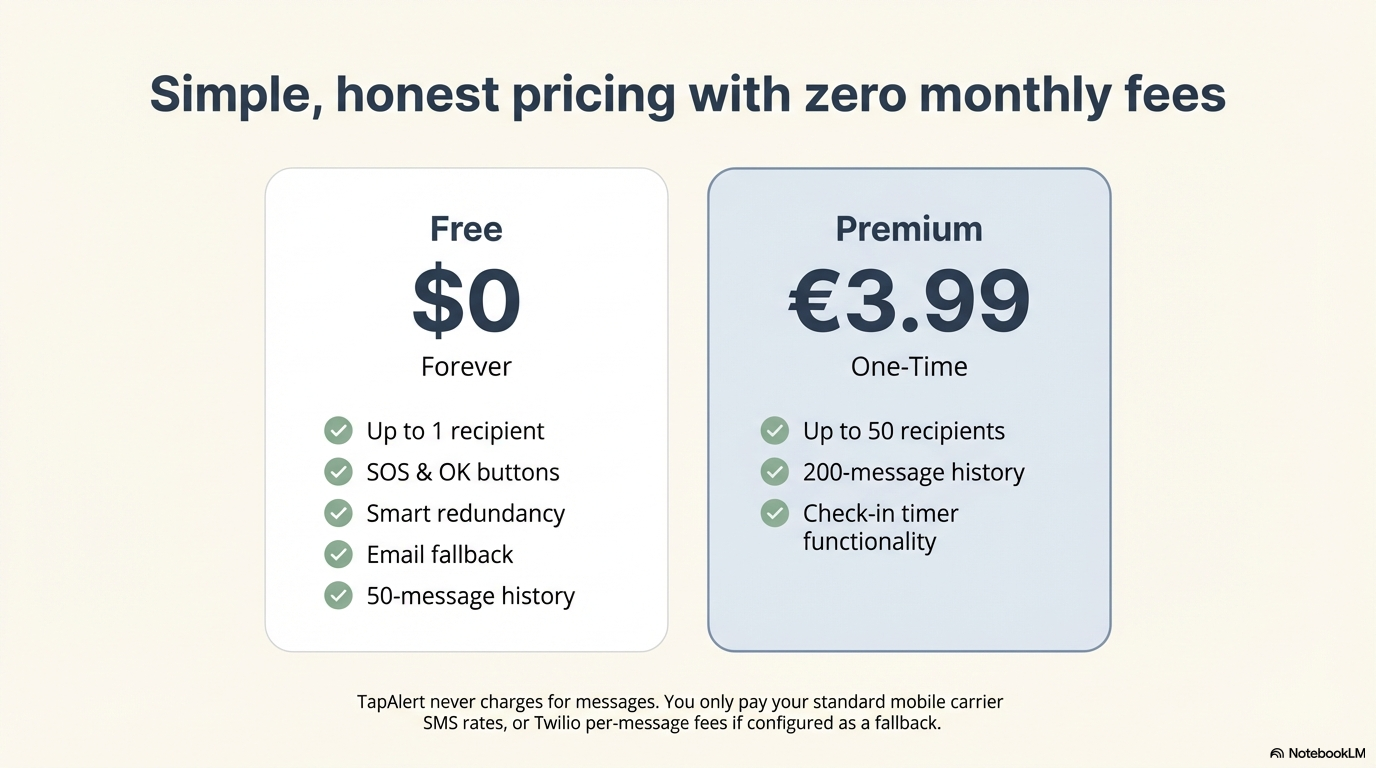 Simple, honest pricing with zero monthly fees
Free
$0
Forever
Up to 1 recipient
SOS & OK buttons
Smart redundancy
Email fallback
50-message history
Premium
€3.99
One-Time
Up to 50 recipients
200-message history
Check-in timer
functionality
TapAlert never charges for messages. You only pay your standard mobile carrier
SMS rates, or Twilio per-message fees if configured as a fallback.
NotebookLM